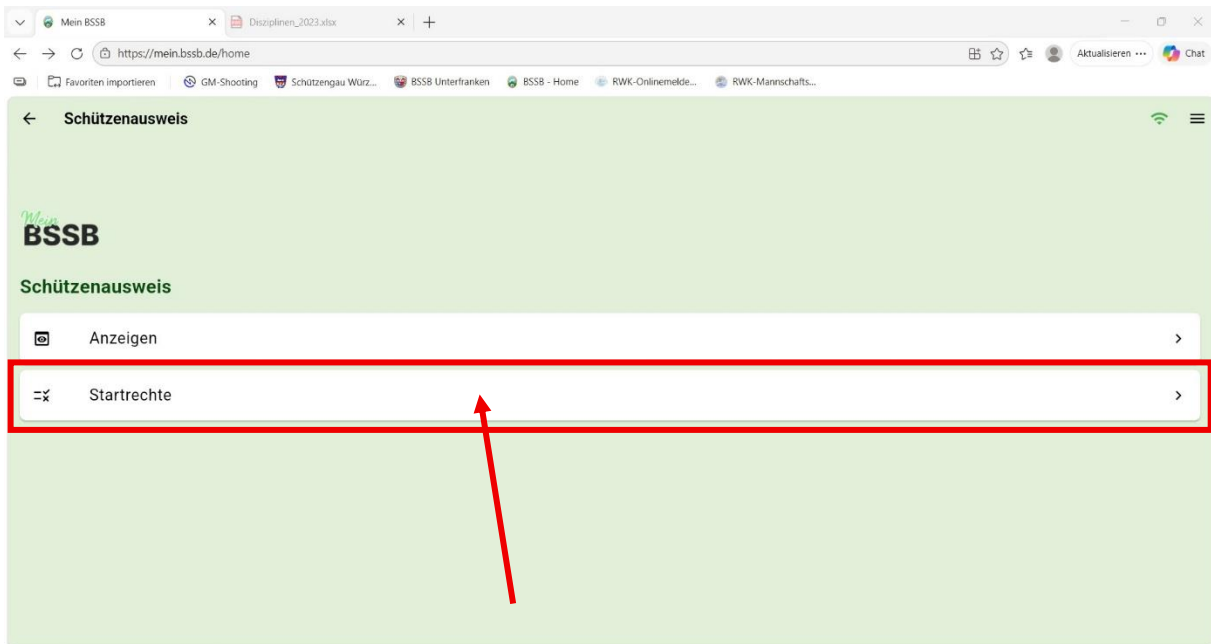 Mein BSSB
Disziplinen_2023.xlsx
https://mein.bssb.de/home
Aktualisieren ···
Chat
Favoriten importieren
GM-Shooting
Schützengau Würz...
BSSB Unterfranken
BSSB - Home
RWK-Onlinemelde...
RWK-Mannschafts...
Schützenausweis
Mein
BSSB
Schützenausweis
Anzeigen
Startrechte